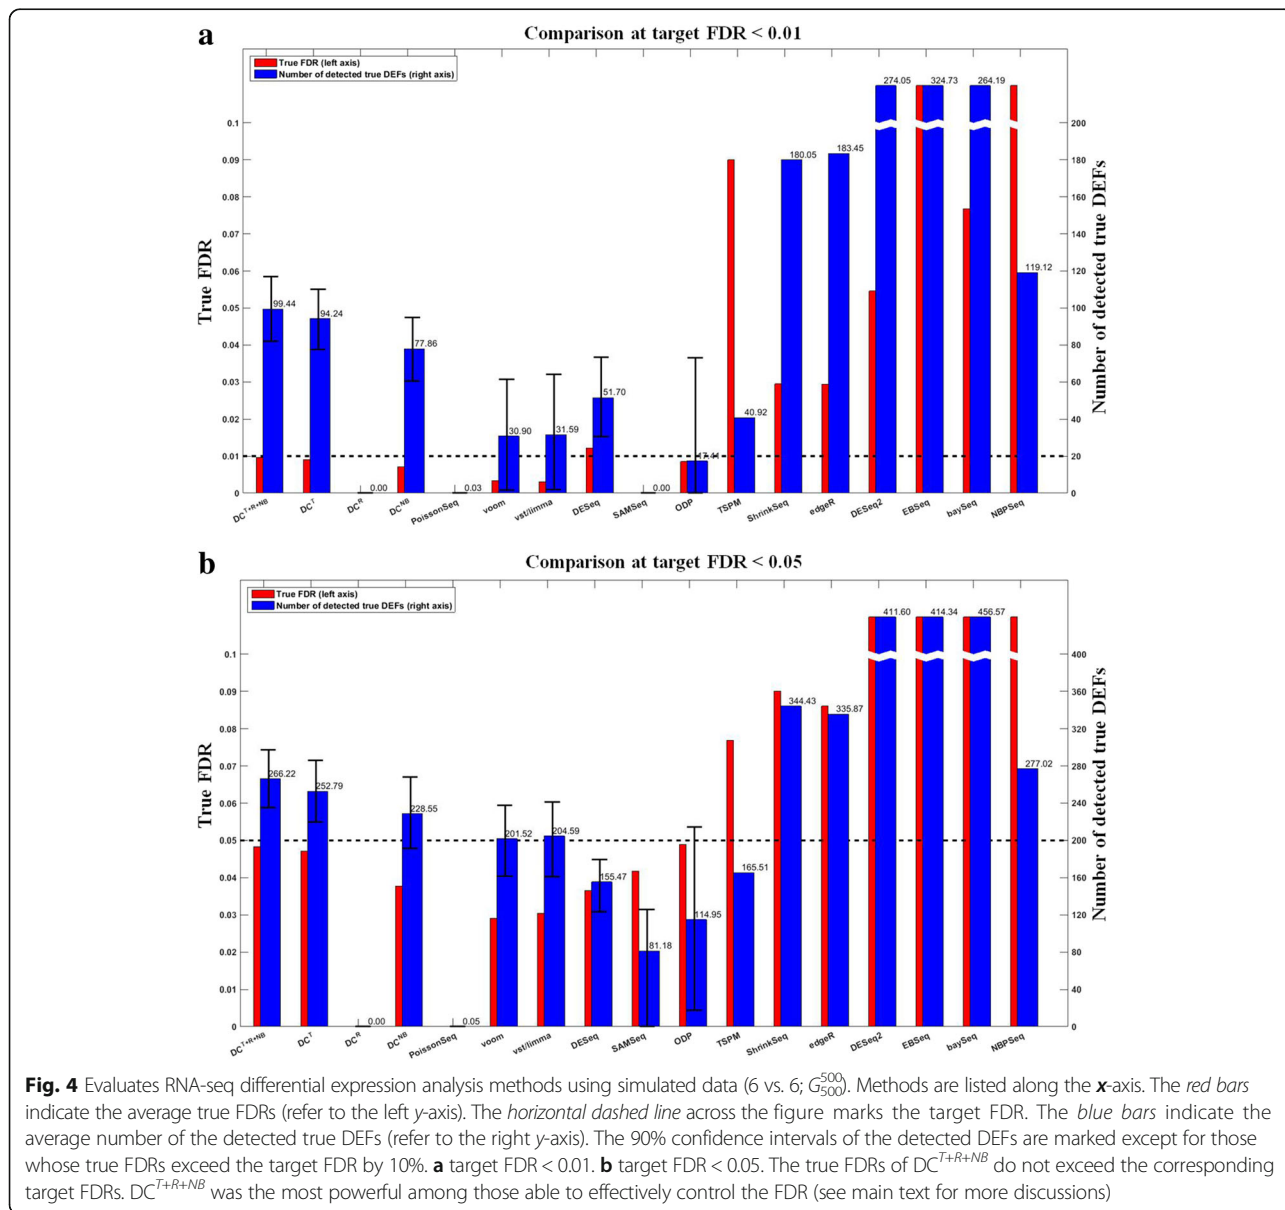 a
Comparison at target FDR < 0.01
True FDR (left axis)
Number of detected true DEFs (right axis)
True FDR
0.1
0.09
0.08
0.07
0.06
0.05
0.04
0.03
0.02
0.01
0
99.44
94.24
0.00
77.86
0.03
30.90
31.59
51.70
0.00
17.44
40.92
180.05
183.45
274.05
324.73
264.19
119.12
200
180
160
140
120
100
80
60
40
20
0
Number of detected true DEFs
DC^{T+R+NB}
DC^T
DC^R
DC^{NB}
PoissonSeq
voom
vst/limma
DESeq
SAMSeq
ODP
TSPM
ShrinkSeq
edgeR
DESeq2
EBSeq
baySeq
NBPSeq
b
Comparison at target FDR < 0.05
True FDR (left axis)
Number of detected true DEFs (right axis)
True FDR
0.1
0.09
0.08
0.07
0.06
0.05
0.04
0.03
0.02
0.01
0
266.22
252.79
0.00
228.55
0.05
201.52
204.59
155.47
81.18
114.95
165.51
344.43
335.87
411.60
414.34
456.57
277.02
400
360
320
280
240
200
160
120
80
40
0
Number of detected true DEFs
DC^{T+R+NB}
DC^T
DC^R
DC^{NB}
PoissonSeq
voom
vst/limma
DESeq
SAMSeq
ODP
TSPM
ShrinkSeq
edgeR
DESeq2
EBSeq
baySeq
NBPSeq
Fig. 4 Evaluates RNA-seq differential expression analysis methods using simulated data (6 vs. 6; G_{500}^{500}). Methods are listed along the x-axis. The red bars
indicate the average true FDRs (refer to the left y-axis). The horizontal dashed line across the figure marks the target FDR. The blue bars indicate the
average number of the detected true DEFs (refer to the right y-axis). The 90% confidence intervals of the detected DEFs are marked except for those
whose true FDRs exceed the target FDR by 10%. a target FDR < 0.01. b target FDR < 0.05. The true FDRs of DC^{T+R+NB} do not exceed the corresponding
target FDRs. DC^{T+R+NB} was the most powerful among those able to effectively control the FDR (see main text for more discussions)